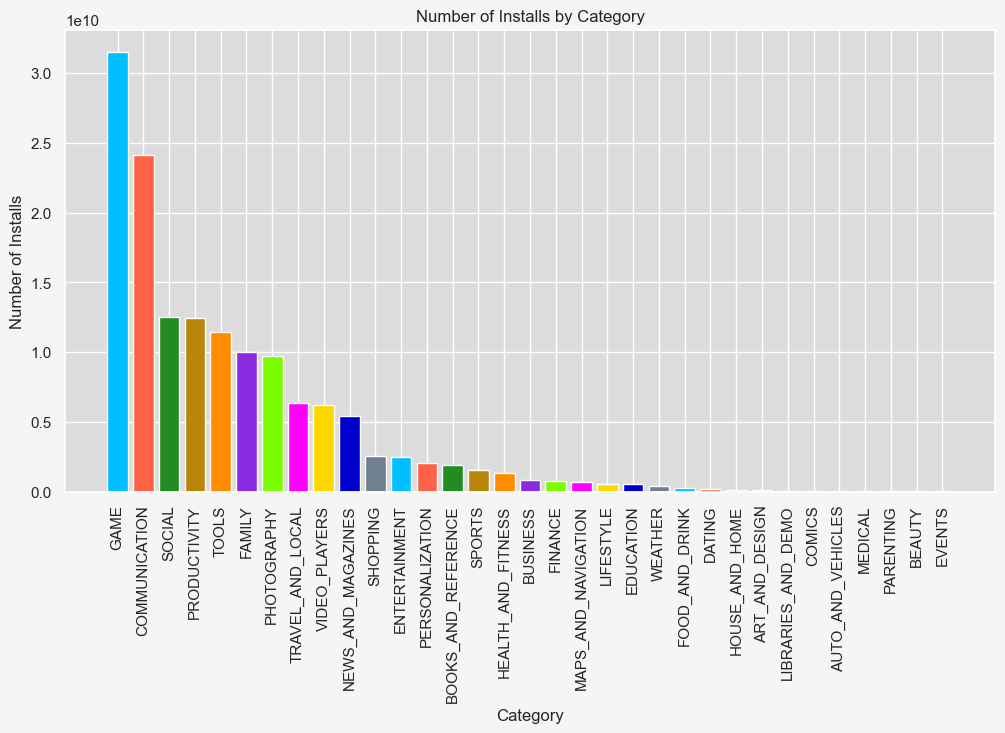 Number of Installs by Category
1e10
3.0
2.5
2.0
1.5
1.0
0.5
0.0
Number of Installs
GAME
COMMUNICATION
SOCIAL
PRODUCTIVITY
TOOLS
FAMILY
PHOTOGRAPHY
TRAVEL_AND_LOCAL
VIDEO_PLAYERS
NEWS_AND_MAGAZINES
SHOPPING
ENTERTAINMENT
PERSONALIZATION
BOOKS_AND_REFERENCE
SPORTS
HEALTH_AND_FITNESS
BUSINESS
FINANCE
MAPS_AND_NAVIGATION
LIFESTYLE
EDUCATION
WEATHER
FOOD_AND_DRINK
DATING
HOUSE_AND_HOME
ART_AND_DESIGN
LIBRARIES_AND_DEMO
COMICS
AUTO_AND_VEHICLES
MEDICAL
PARENTING
BEAUTY
EVENTS
Category